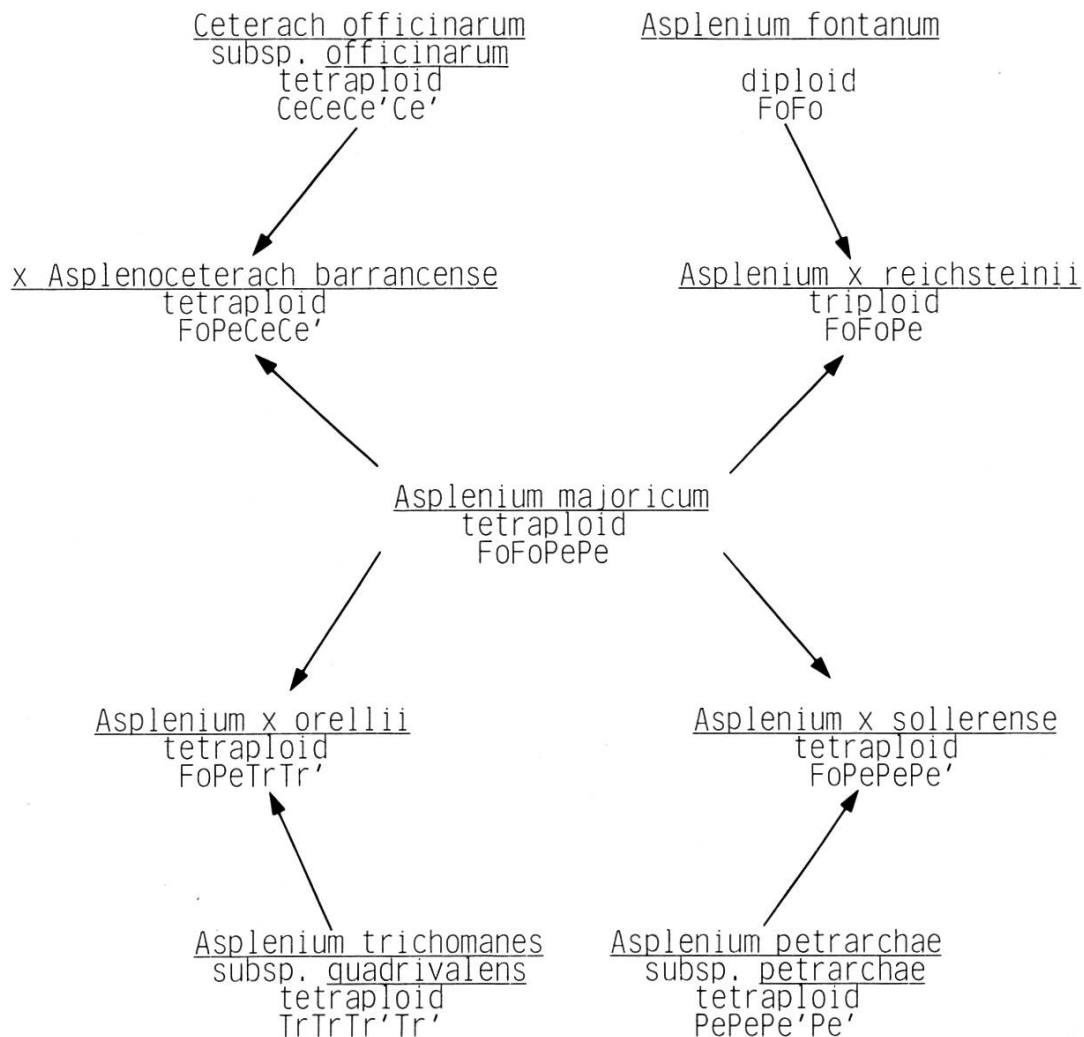 Ceterach officinarum
subsp. officinarum
tetraploid
CeCeCe'Ce'
Asplenium fontanum
diploid
FoFo
x Asplenoceterach barrancense
tetraploid
FoPeCeCe'
Asplenium x reichsteinii
triploid
FoFoPe
Asplenium majoricum
tetraploid
FoFoPePe
Asplenium x orellii
tetraploid
FoPeTrTr'
Asplenium x sollerense
tetraploid
FoPePePe'
Asplenium trichomanes
subsp. quadrivalens
tetraploid
TrTrTr'Tr'
Asplenium petrarchae
subsp. petrarchae
tetraploid
PePePe'Pe'